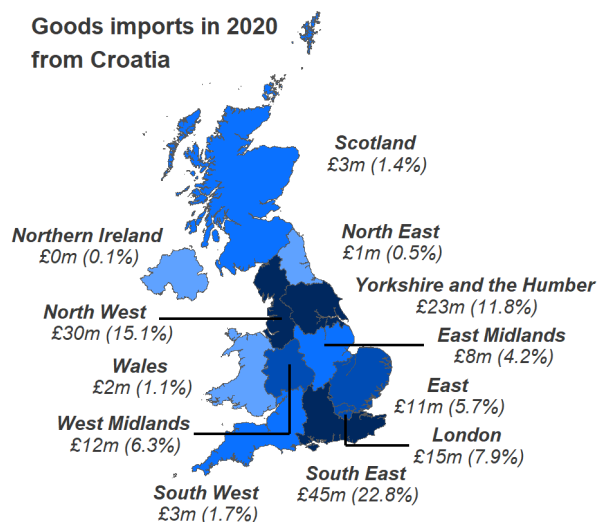 Goods imports in 2020
from Croatia
Scotland
£3m (1.4%)
Northern Ireland
£0m (0.1%)
North East
£1m (0.5%)
Yorkshire and the Humber
£23m (11.8%)
North West
£30m (15.1%)
East Midlands
£8m (4.2%)
Wales
£2m (1.1%)
East
£11m (5.7%)
West Midlands
£12m (6.3%)
London
£15m (7.9%)
South East
£45m (22.8%)
South West
£3m (1.7%)